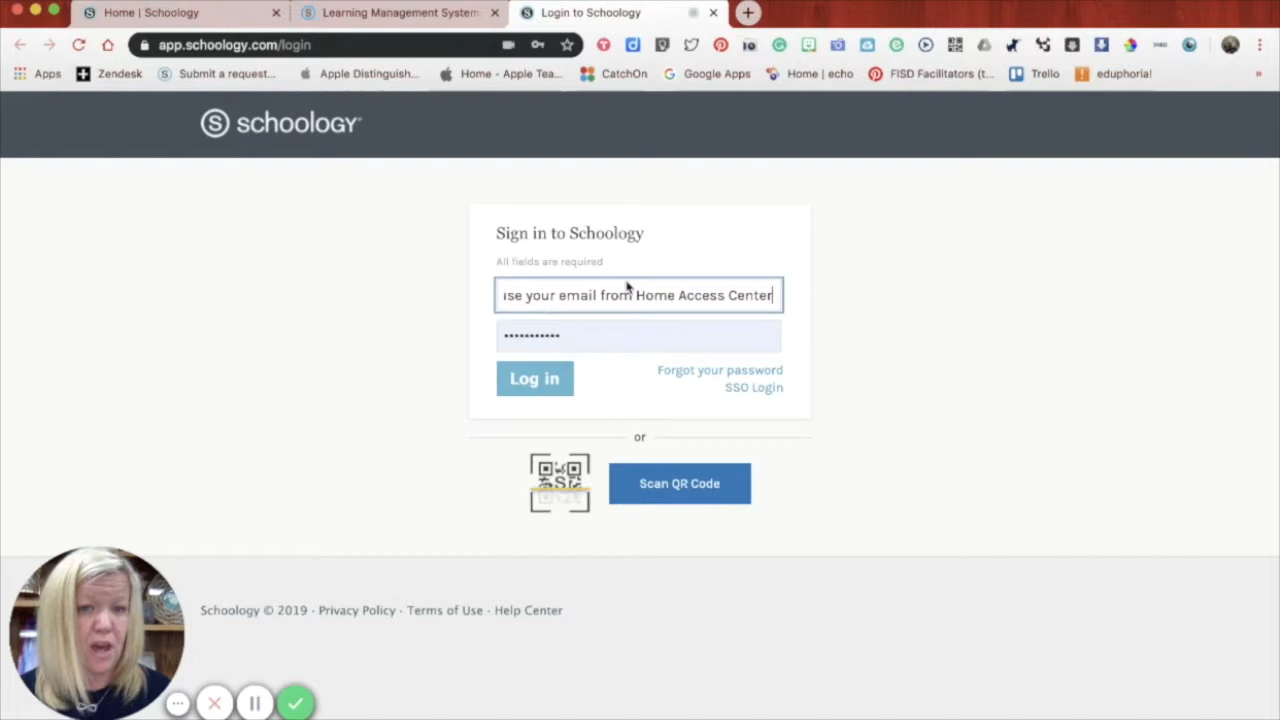 Home | Schoology
Learning Management System
Login to Schoology
app.schoology.com/login
Apps
Zendesk
Submit a request...
Apple Distinguish...
Home - Apple Tea...
CatchOn
Google Apps
Home | echo
FISD Facilitators (t...
Trello
eduphoria!
»
S schoology
Sign in to Schoology
All fields are required
use your email from Home Access Center
•••••••••••
Log in
Forgot your password
SSO Login
or
S
Scan QR Code
Schoology © 2019 · Privacy Policy · Terms of Use · Help Center